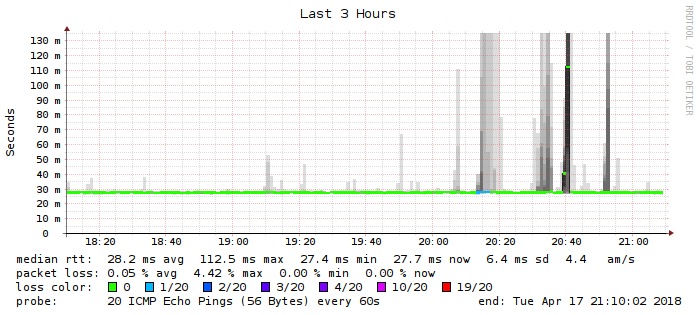 Last 3 Hours
RRDTOOL / TOBI OETIKER
Seconds
130 m
120 m
110 m
100 m
90 m
80 m
70 m
60 m
50 m
40 m
30 m
20 m
10 m
0
18:20 18:40 19:00 19:20 19:40 20:00 20:20 20:40 21:00
median rtt: 28.2 ms avg 112.5 ms max 27.4 ms min 27.7 ms now 6.4 ms sd 4.4 am/s
packet loss: 0.05 % avg 4.42 % max 0.00 % min 0.00 % now
loss color: 0 1/20 2/20 3/20 4/20 10/20 19/20
probe: 20 ICMP Echo Pings (56 Bytes) every 60s end: Tue Apr 17 21:10:02 2018